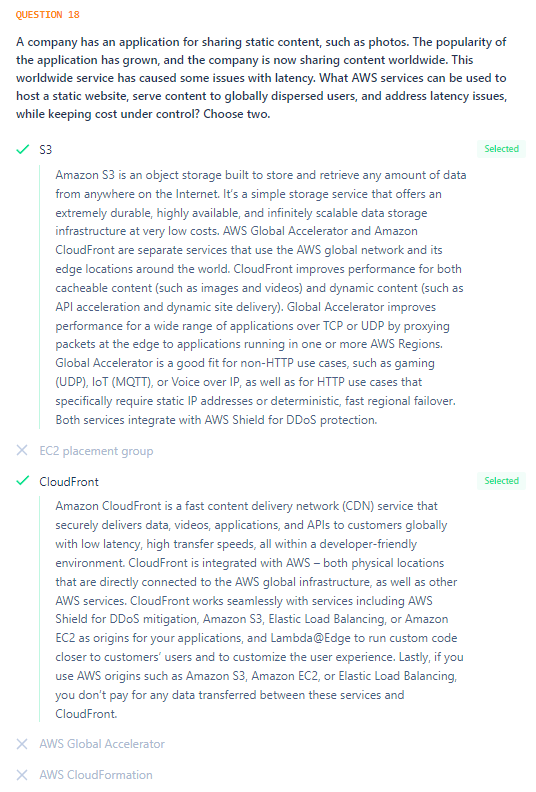 QUESTION 18
A company has an application for sharing static content, such as photos. The popularity of
the application has grown, and the company is now sharing content worldwide. This
worldwide service has caused some issues with latency. What AWS services can be used to
host a static website, serve content to globally dispersed users, and address latency issues,
while keeping cost under control? Choose two.
S3
Selected
Amazon S3 is an object storage built to store and retrieve any amount of data
from anywhere on the Internet. It's a simple storage service that offers an
extremely durable, highly available, and infinitely scalable data storage
infrastructure at very low costs. AWS Global Accelerator and Amazon
CloudFront are separate services that use the AWS global network and its
edge locations around the world. CloudFront improves performance for both
cacheable content (such as images and videos) and dynamic content (such as
API acceleration and dynamic site delivery). Global Accelerator improves
performance for a wide range of applications over TCP or UDP by proxying
packets at the edge to applications running in one or more AWS Regions.
Global Accelerator is a good fit for non-HTTP use cases, such as gaming
(UDP), IoT (MQTT), or Voice over IP, as well as for HTTP use cases that
specifically require static IP addresses or deterministic, fast regional failover.
Both services integrate with AWS Shield for DDoS protection.
EC2 placement group
CloudFront
Selected
Amazon CloudFront is a fast content delivery network (CDN) service that
securely delivers data, videos, applications, and APIs to customers globally
with low latency, high transfer speeds, all within a developer-friendly
environment. CloudFront is integrated with AWS – both physical locations
that are directly connected to the AWS global infrastructure, as well as other
AWS services. CloudFront works seamlessly with services including AWS
Shield for DDoS mitigation, Amazon S3, Elastic Load Balancing, or Amazon
EC2 as origins for your applications, and Lambda@Edge to run custom code
closer to customers' users and to customize the user experience. Lastly, if you
use AWS origins such as Amazon S3, Amazon EC2, or Elastic Load Balancing,
you don't pay for any data transferred between these services and
CloudFront.
AWS Global Accelerator
AWS CloudFormation